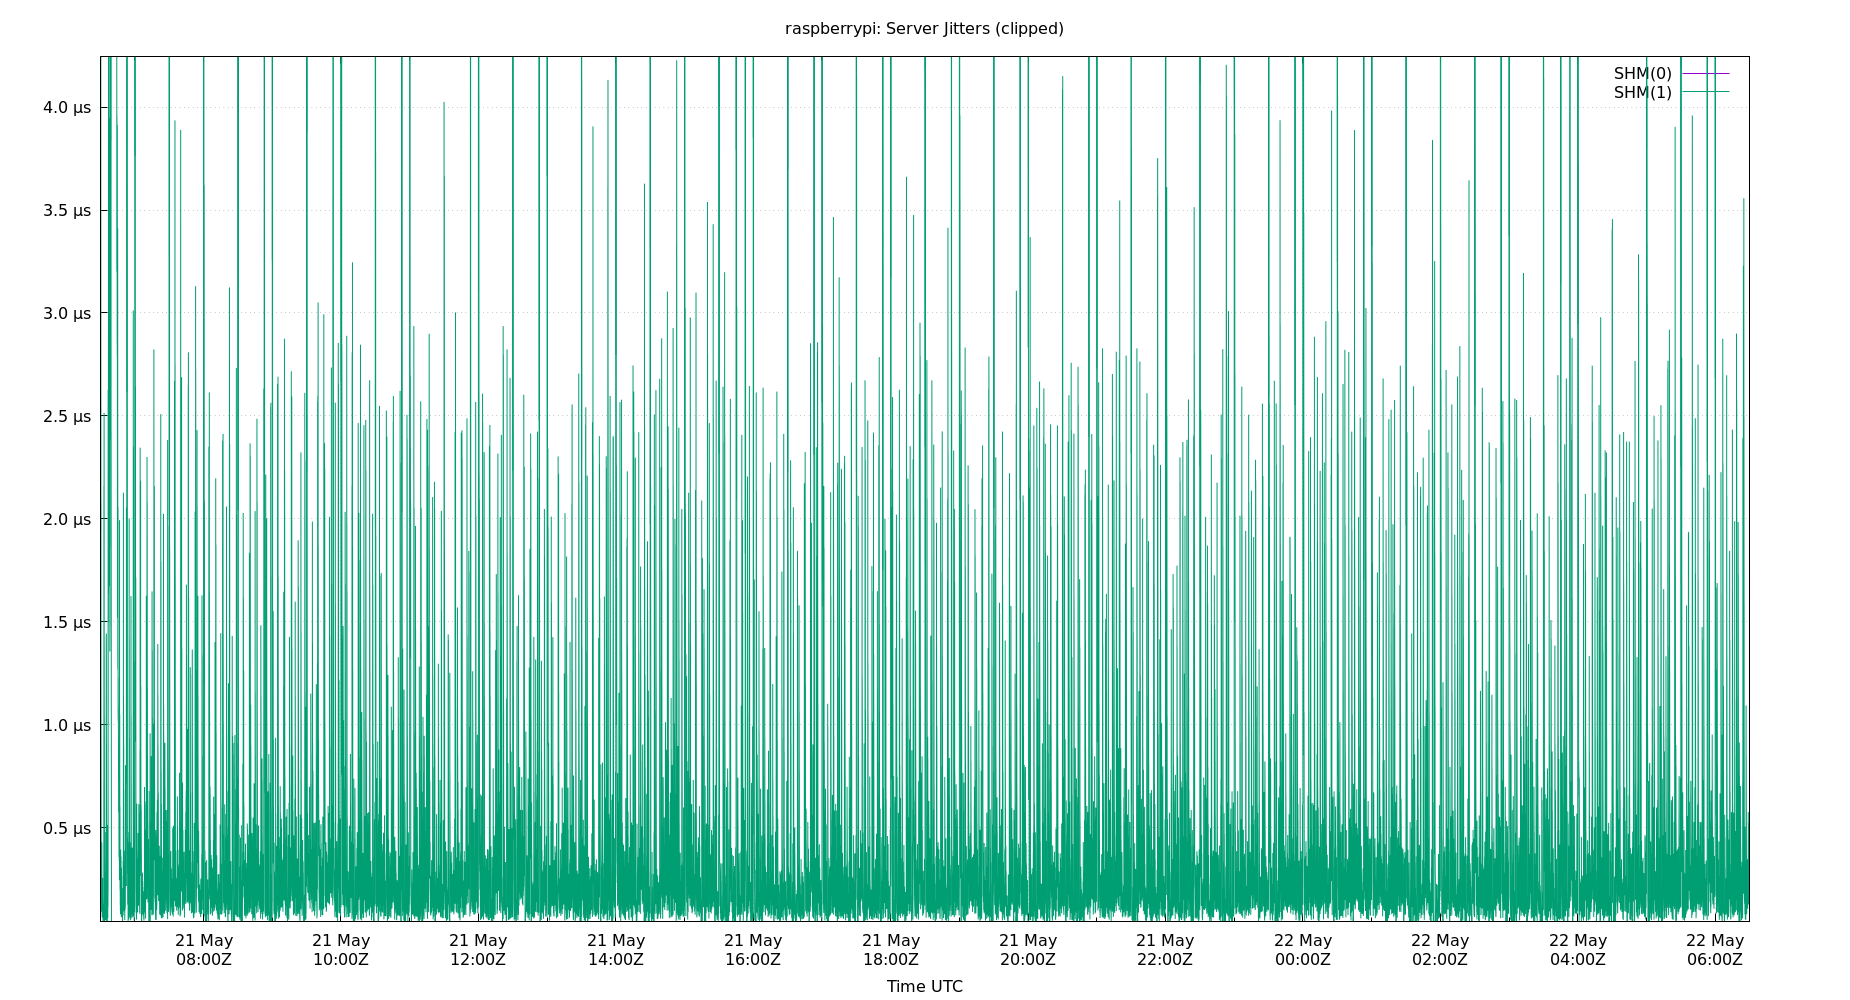 raspberrypi: Server Jitters (clipped)
SHM(0)
SHM(1)
4.0 µs
3.5 µs
3.0 µs
2.5 µs
2.0 µs
1.5 µs
1.0 µs
0.5 µs
21 May 21 May 21 May 21 May 21 May 21 May 21 May 21 May 22 May 22 May 22 May 22 May
08:00Z 10:00Z 12:00Z 14:00Z 16:00Z 18:00Z 20:00Z 22:00Z 00:00Z 02:00Z 04:00Z 06:00Z
Time UTC